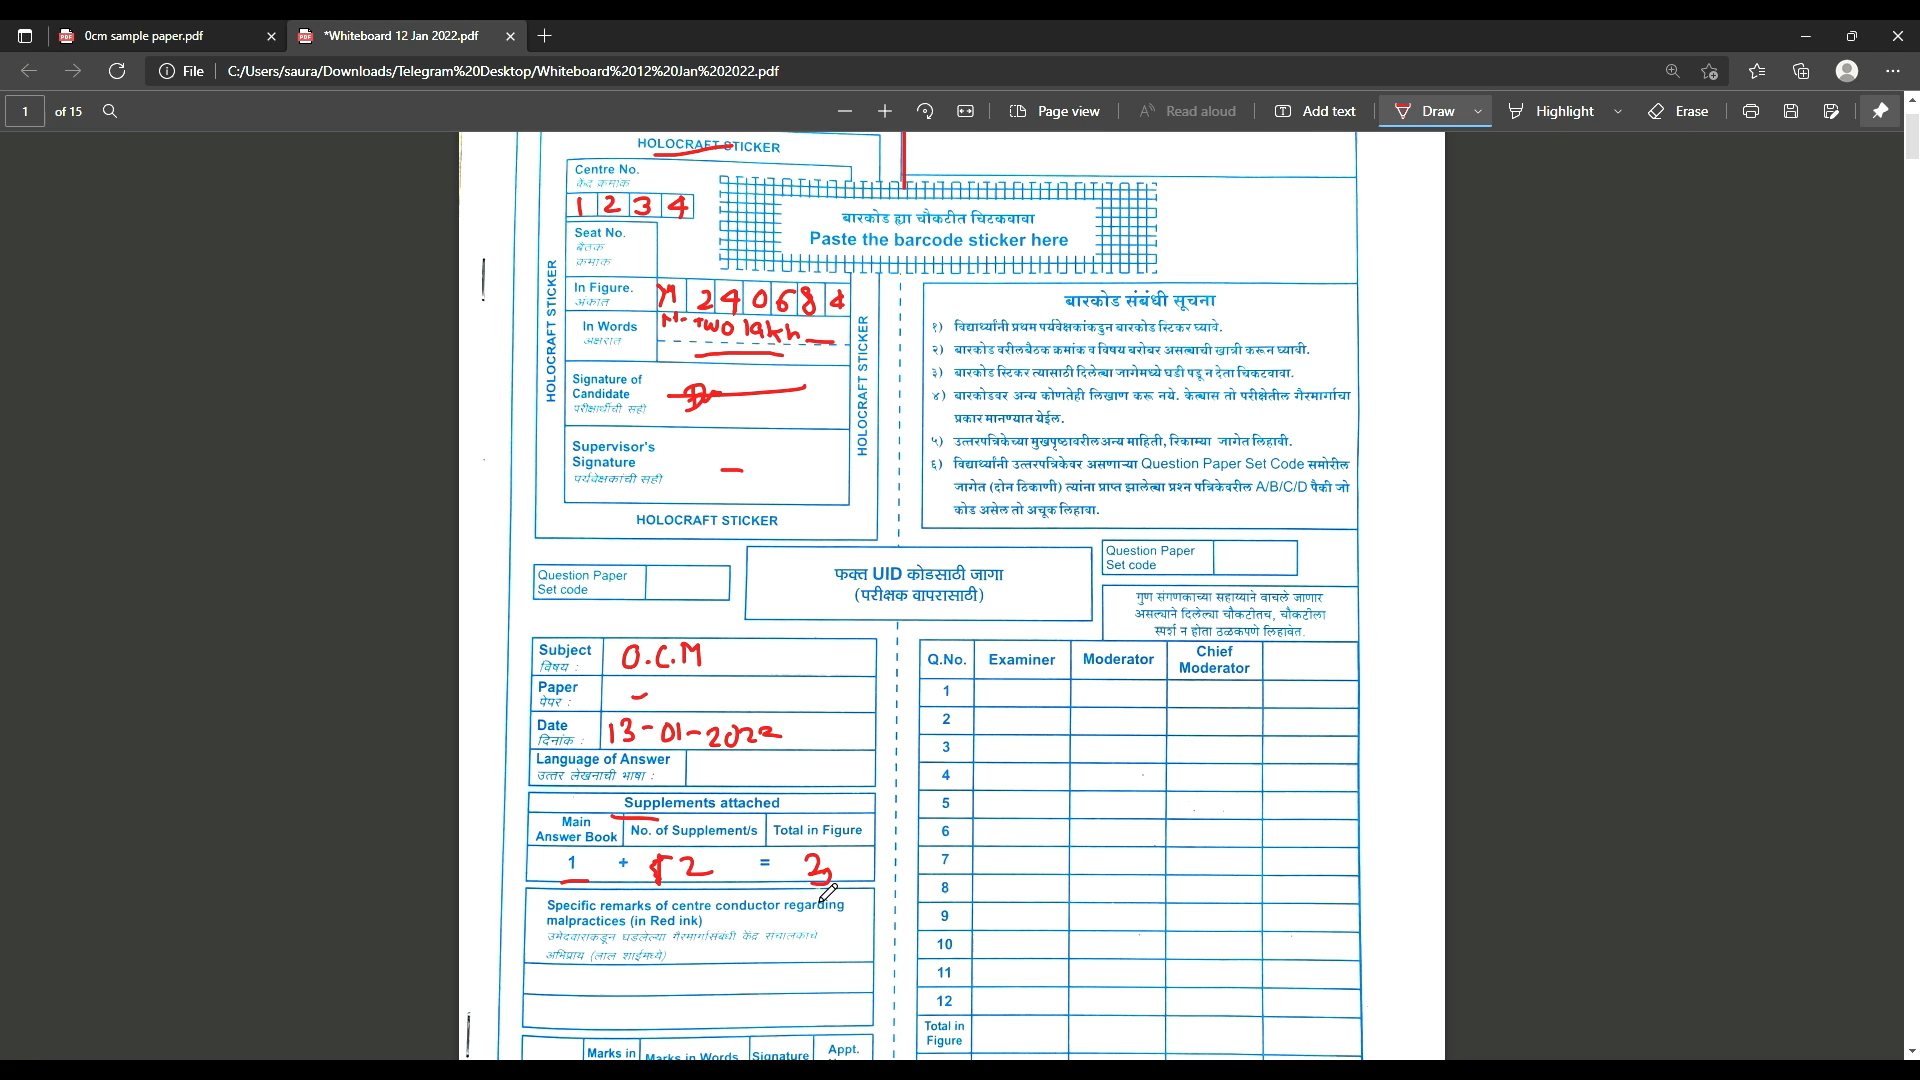 0cm sample paper.pdf
*Whiteboard 12 Jan 2022.pdf
File
C:/Users/saura/Downloads/Telegram%20Desktop/Whiteboard%2012%20Jan%202022.pdf
1 of 15
Page view
Read aloud
Add text
Draw
Highlight
Erase
HOLOCRAFT STICKER
Centre No.
केंद्र क्रमांक
1 2 3 4
Seat No.
बैठक
क्रमांक
In Figure.
अंकात
M 2 4 0 6 8 4
In Words
अक्षरात
M- Two lakh
Signature of
Candidate
परीक्षार्थीची सही
Supervisor's
Signature
पर्यवेक्षकांची सही
HOLOCRAFT STICKER
HOLOCRAFT STICKER
HOLOCRAFT STICKER
बारकोड ह्या चौकटीत चिटकवावा
Paste the barcode sticker here
बारकोड संबंधी सूचना
१) विद्यार्थ्यांनी प्रथम पर्यवेक्षकांकडुन बारकोड स्टिकर घ्यावे.
२) बारकोड वरील बैठक क्रमांक व विषय बरोबर असल्याची खात्री करून घ्यावी.
३) बारकोड स्टिकर त्यासाठी दिलेल्या जागेमध्ये घडी पडू न देता चिकटवावा.
४) बारकोडवर अन्य कोणतेही लिखाण करू नये. केल्यास तो परीक्षेतील गैरमार्गाचा
प्रकार मानण्यात येईल.
५) उत्तरपत्रिकेच्या मुखपृष्ठावरील अन्य माहिती, रिकाम्या जागेत लिहावी.
६) विद्यार्थ्यांनी उत्तरपत्रिकेवर असणाऱ्या Question Paper Set Code समोरील
जागेत (दोन ठिकाणी) त्यांना प्राप्त झालेल्या प्रश्न पत्रिकेवरील A/B/C/D पैकी जो
कोड असेल तो अचूक लिहावा.
Question Paper
Set code
फक्त UID कोडसाठी जागा
(परीक्षक वापरासाठी)
Question Paper
Set code
गुण संगणकाच्या सहाय्याने वाचले जाणार
असल्याने दिलेल्या चौकटीतच, चौकटीला
स्पर्श न होता ठळकपणे लिहावेत.
Subject
विषय :
O.C.M
Paper
पेपर :
-
Date
दिनांक :
13-01-2022
Language of Answer
उत्तर लेखनाची भाषा :
Supplements attached
Main
Answer Book
No. of Supplement/s
Total in Figure
1 + 2 = 3
Specific remarks of centre conductor regarding
malpractices (in Red ink)
उमेदवारांकडून घडलेल्या गैरमार्गासंबंधी केंद्र संचालकाचे
अभिप्राय (लाल शाईमध्ये)
Marks in
Marks in Words
Signature
Appt.
Q.No. Examiner Moderator Chief
Moderator
1
2
3
4
5
6
7
8
9
10
11
12
Total in
Figure